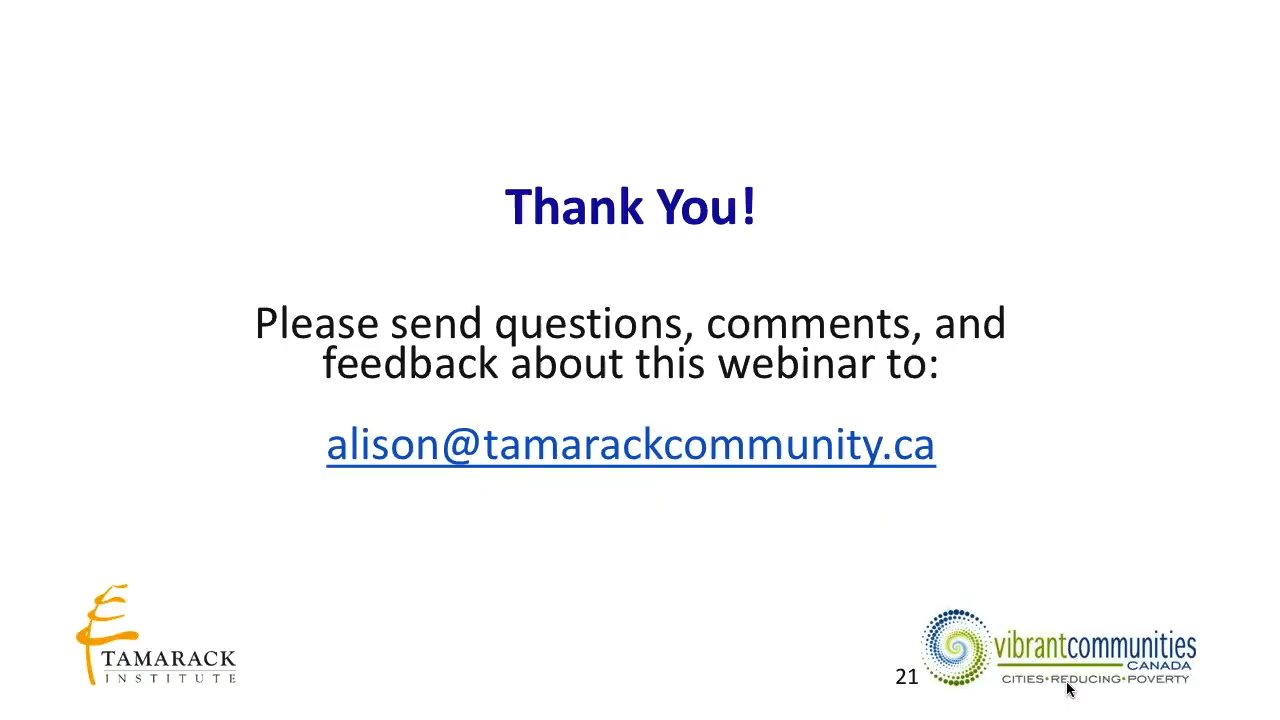 Thank You!
Please send questions, comments, and
feedback about this webinar to:
alison@tamarackcommunity.ca
TAMARACK
INSTITUTE
21
vibrantcommunities
CANADA
CITIES•REDUCING•POVERTY